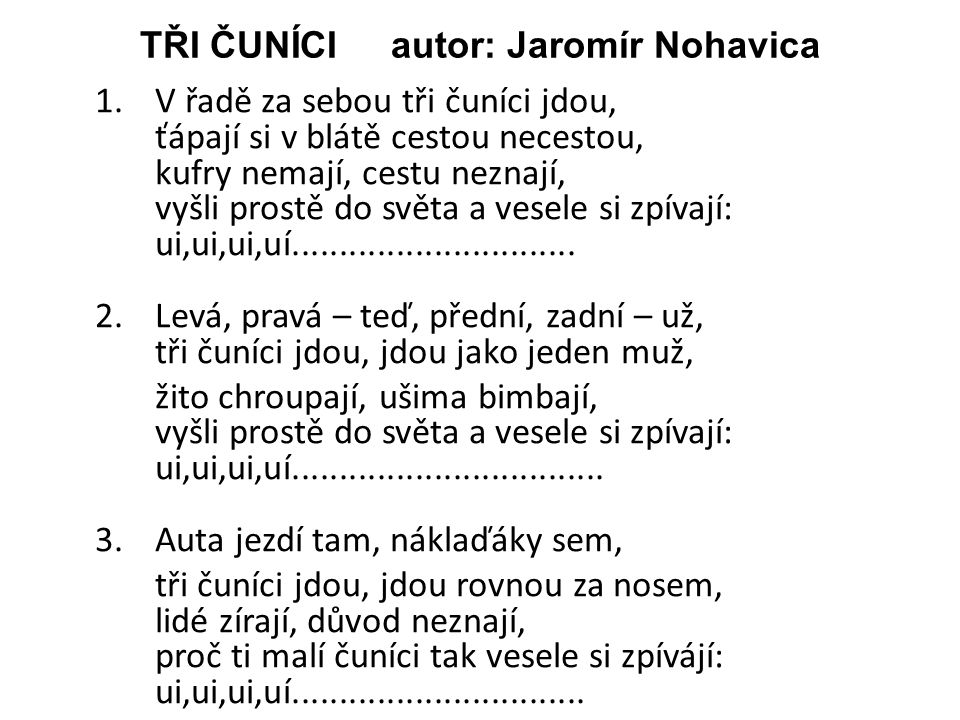 TŘI ČUNÍCI autor: Jaromír Nohavica
1. V řadě za sebou tři čuníci jdou,
ťápají si v blátě cestou necestou,
kufry nemají, cestu neznají,
vyšli prostě do světa a vesele si zpívají:
ui,ui,ui,uí...............................
2. Levá, pravá – teď, přední, zadní – už,
tři čuníci jdou, jdou jako jeden muž,
žito chroupají, ušima bimbají,
vyšli prostě do světa a vesele si zpívají:
ui,ui,ui,uí..................................
3. Auta jezdí tam, náklaďáky sem,
tři čuníci jdou, jdou rovnou za nosem,
lidé zírají, důvod neznají,
proč ti malí čuníci tak vesele si zpívájí:
ui,ui,ui,uí................................